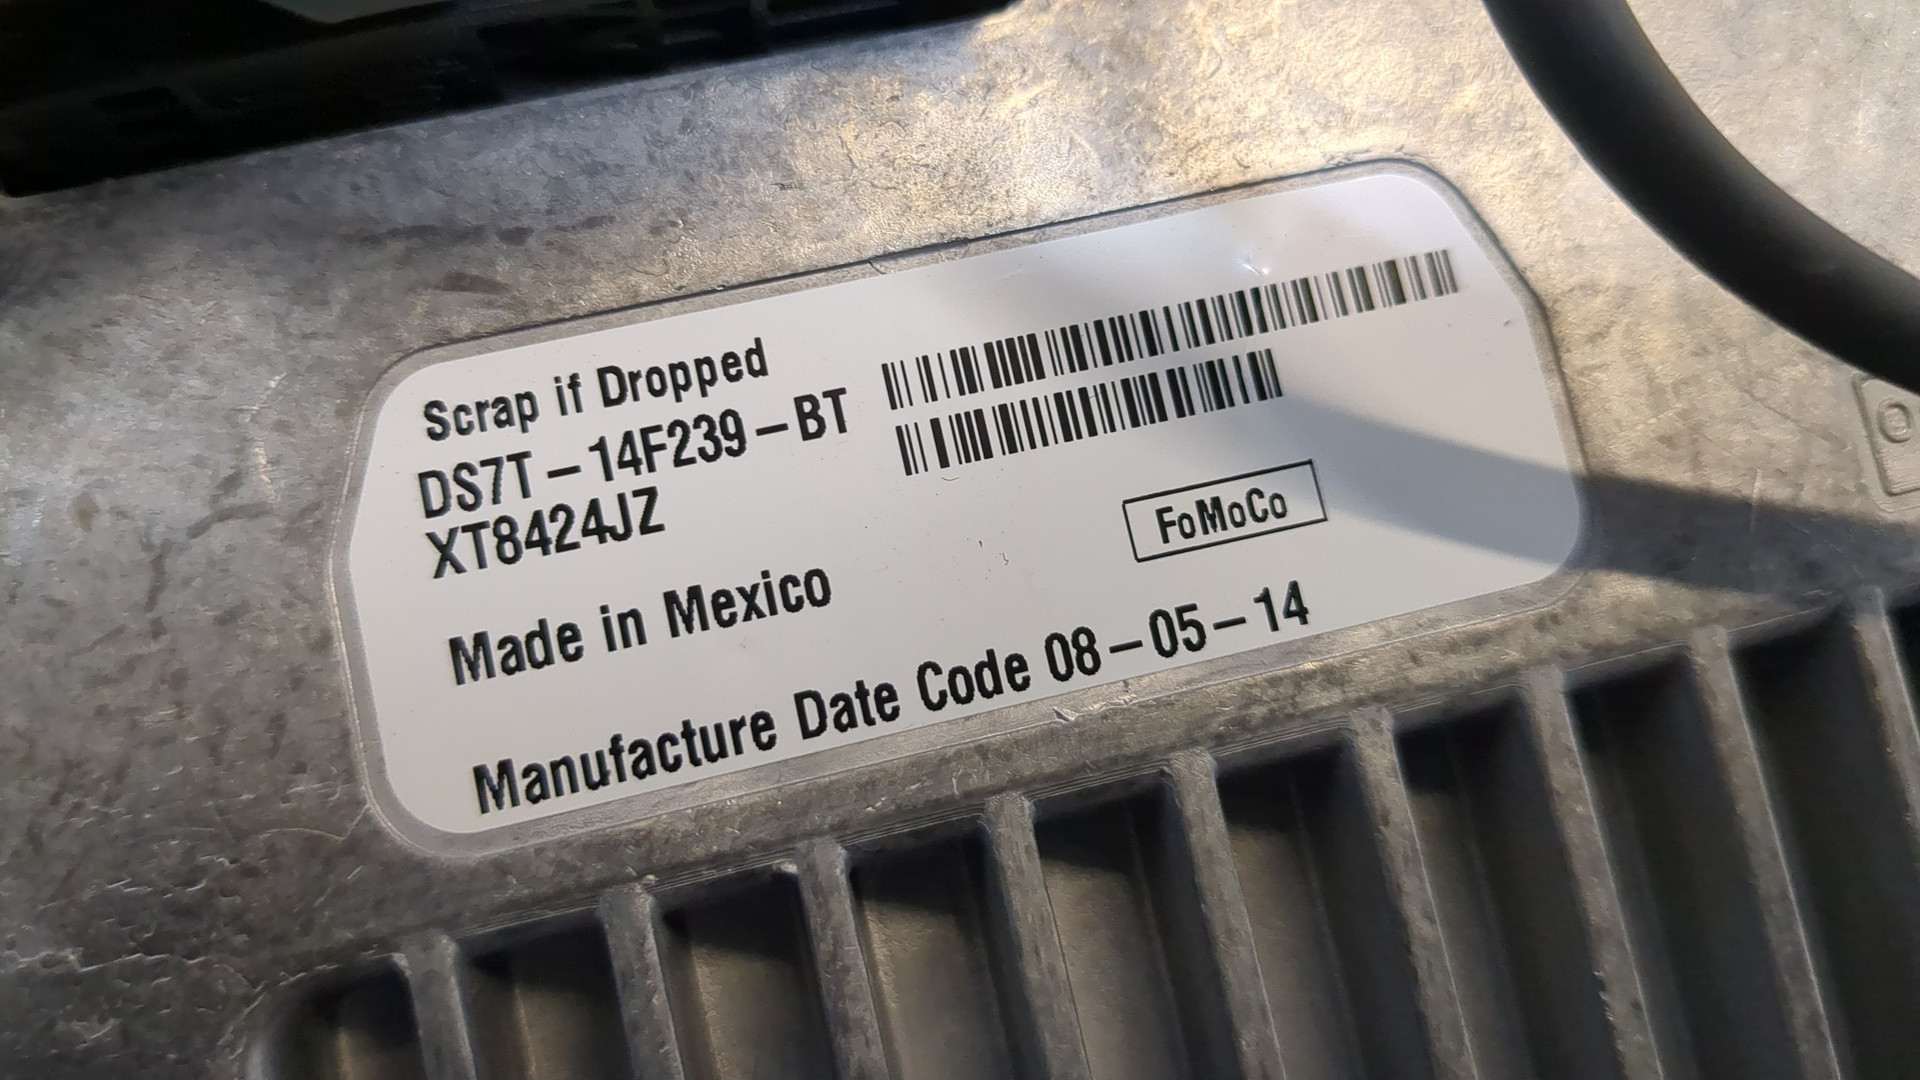 Scrap if Dropped
DS7T-14F239-BT
XT8424JZ
FoMoCo
Made in Mexico
Manufacture Date Code 08-05-14